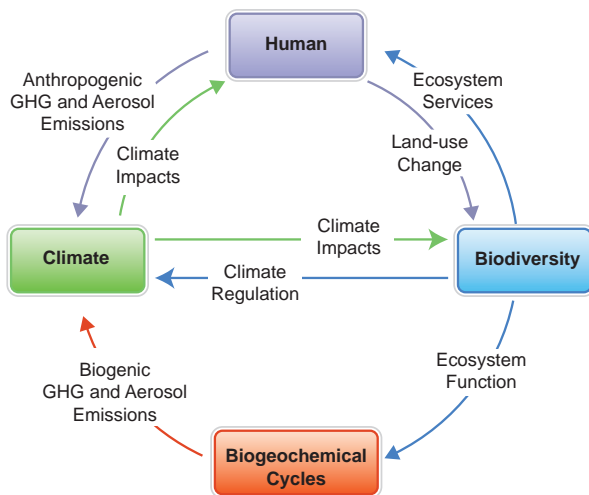 Human
Anthropogenic
GHG and Aerosol
Emissions
Ecosystem
Services
Climate
Impacts
Land-use
Change
Climate
Climate
Impacts
Climate
Regulation
Biodiversity
Biogenic
GHG and Aerosol
Emissions
Ecosystem
Function
Biogeochemical
Cycles